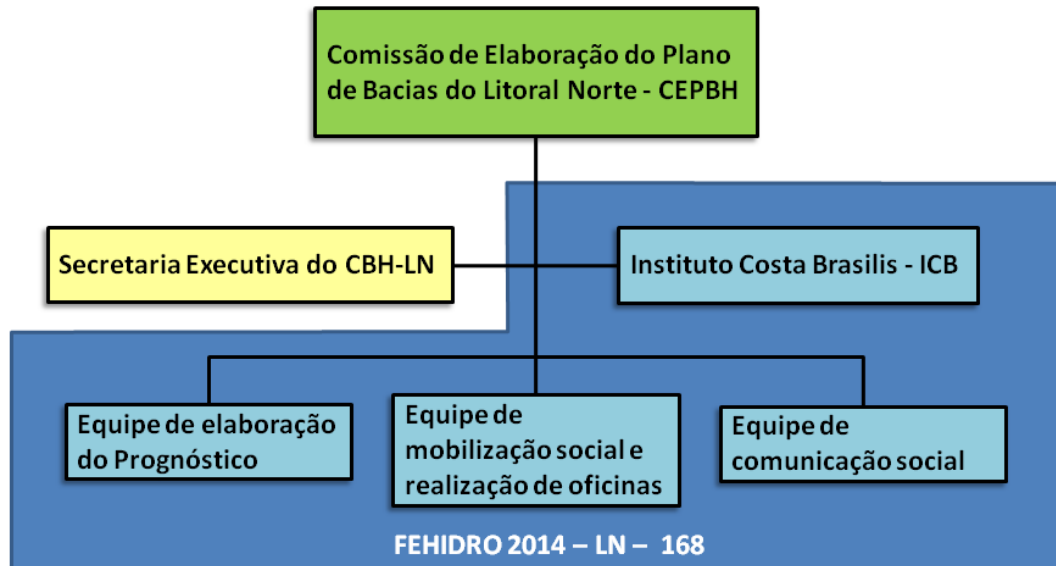 Comissão de Elaboração do Plano
de Bacias do Litoral Norte - CEPBH
Secretaria Executiva do CBH-LN
Instituto Costa Brasilis - ICB
Equipe de elaboração
do Prognóstico
Equipe de
mobilização social e
realização de oficinas
Equipe de
comunicação social
FEHIDRO 2014 – LN – 168